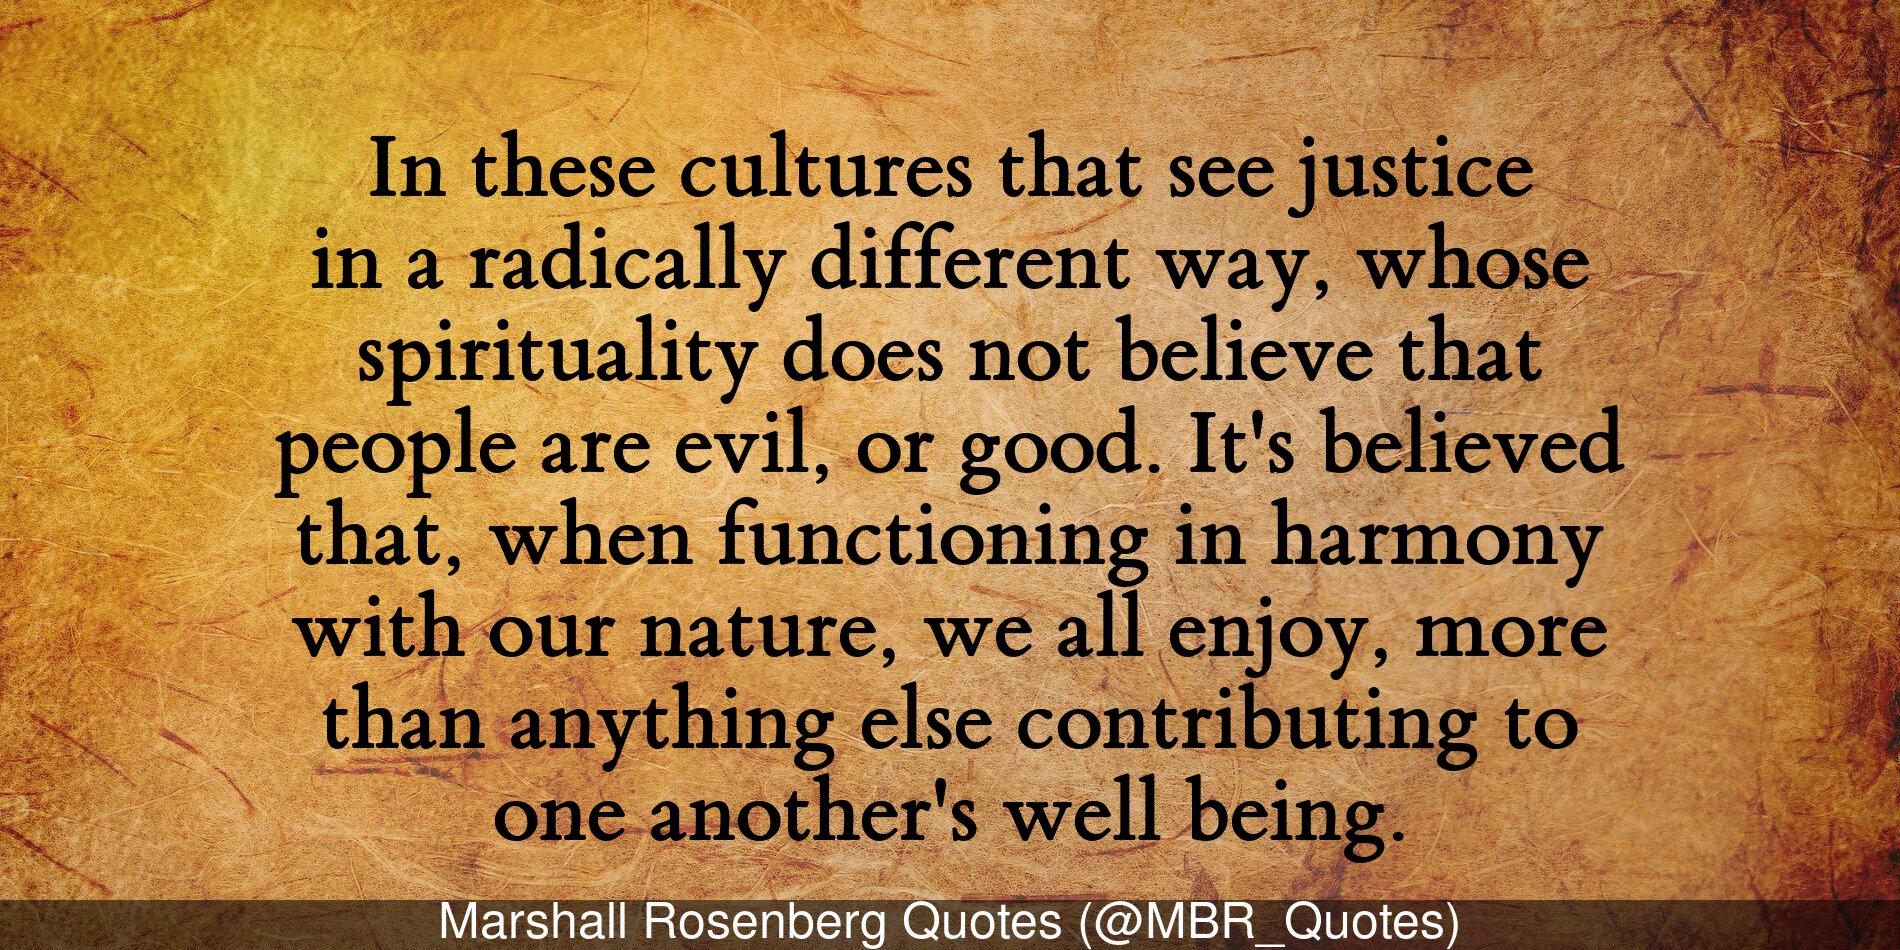 In these cultures that see justice
in a radically different way, whose
spirituality does not believe that
people are evil, or good. It's believed
that, when functioning in harmony
with our nature, we all enjoy, more
than anything else contributing to
one another's well being.
Marshall Rosenberg Quotes (@MBR_Quotes)